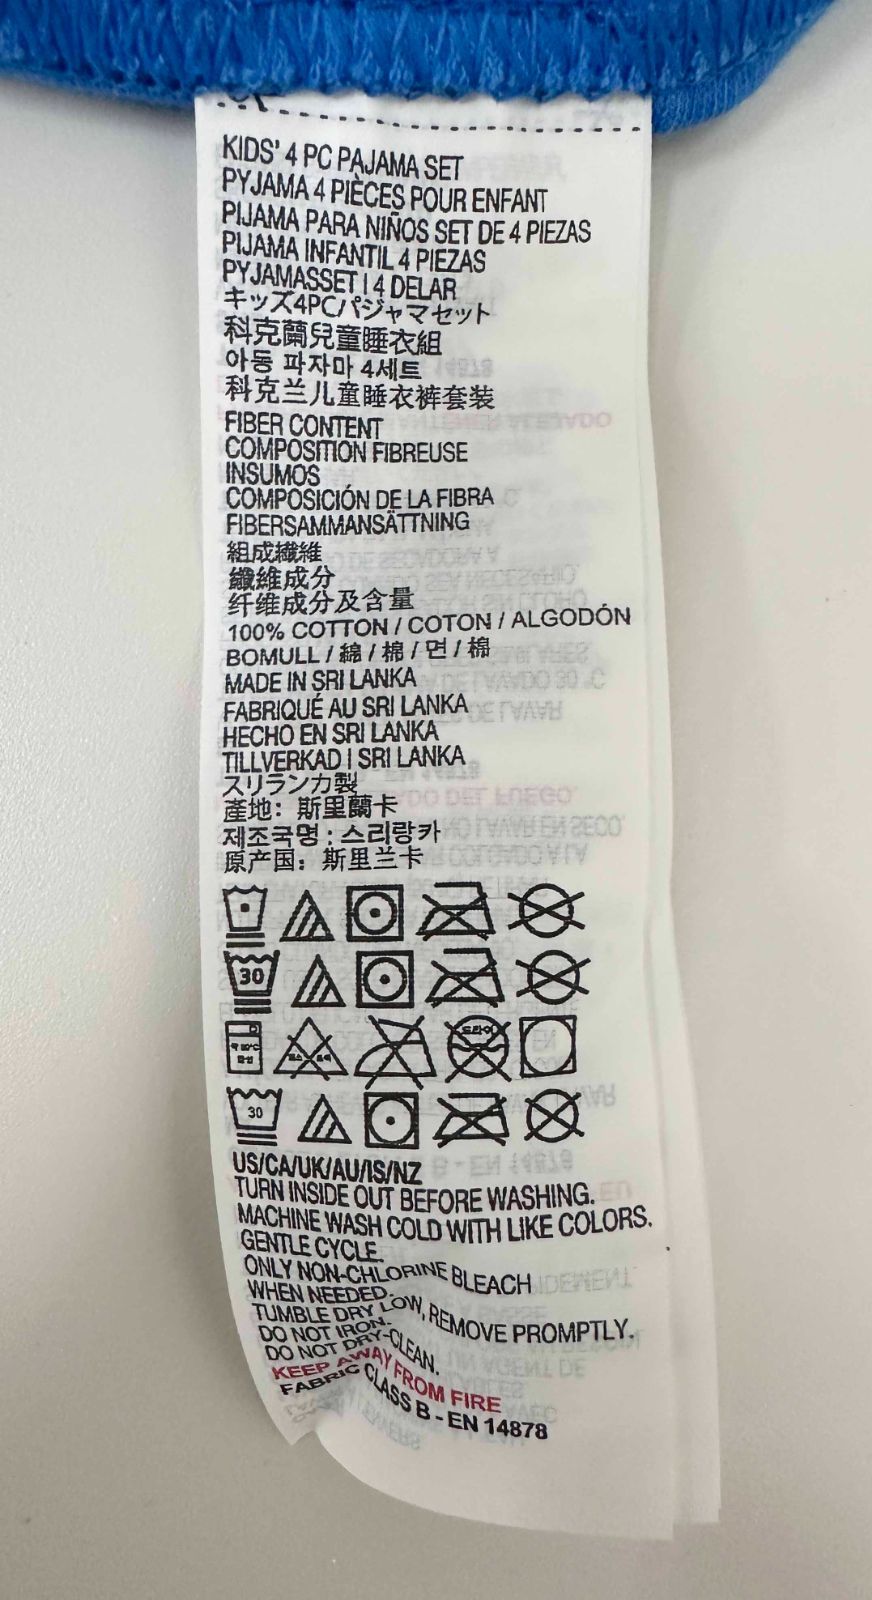 KIDS' 4 PC PAJAMA SET
PYJAMA 4 PIÈCES POUR ENFANT
PIJAMA PARA NIÑOS SET DE 4 PIEZAS
PIJAMA INFANTIL 4 PIEZAS
PYJAMASSET I 4 DELAR
キッズ4PCパジャマセット
科克蘭兒童睡衣組
아동 파자마 4세트
科克兰儿童睡衣裤套装
FIBER CONTENT
COMPOSITION FIBREUSE
INSUMOS
COMPOSICIÓN DE LA FIBRA
FIBERSAMMANSÄTTNING
組成繊維
纖維成分
纤维成分及含量
100% COTTON / COTON / ALGODÓN
BOMULL / 綿 / 棉 / 면 / 棉
MADE IN SRI LANKA
FABRIQUÉ AU SRI LANKA
HECHO EN SRI LANKA
TILLVERKAD I SRI LANKA
スリランカ製
產地: 斯里蘭卡
제조국명 : 스리랑카
原产国: 斯里兰卡
30
드라이
30
US/CA/UK/AU/IS/NZ
TURN INSIDE OUT BEFORE WASHING.
MACHINE WASH COLD WITH LIKE COLORS.
GENTLE CYCLE.
ONLY NON-CHLORINE BLEACH
WHEN NEEDED.
TUMBLE DRY LOW, REMOVE PROMPTLY.
DO NOT IRON.
DO NOT DRY-CLEAN.
KEEP AWAY FROM FIRE
FABRIC CLASS B - EN 14878